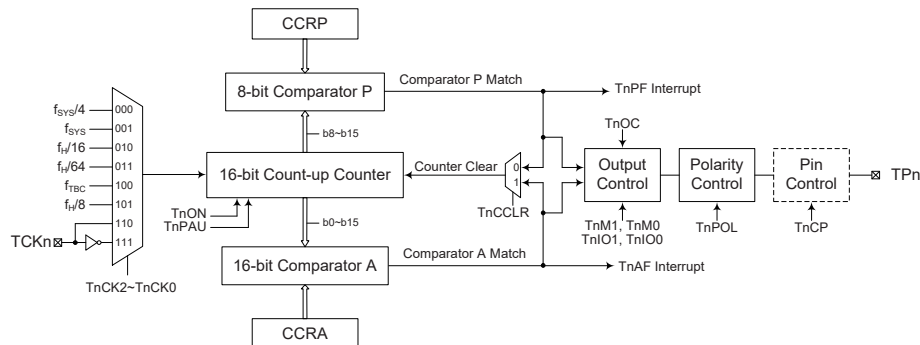 CCRP
Comparator P Match
8-bit Comparator P
TnPF Interrupt
fSYS/4 000
fSYS 001
fH/16 010
fH/64 011
fTBC 100
fH/8 101
110
TCKn 111
TnCK2~TnCK0
b8~b15
16-bit Count-up Counter
Counter Clear
0
1
TnCCLR
TnON
TnPAU
b0~b15
TnOC
Output
Control
TnM1, TnM0
TnIO1, TnIO0
Polarity
Control
TnPOL
Pin
Control
TnCP
TPn
16-bit Comparator A
Comparator A Match
TnAF Interrupt
CCRA